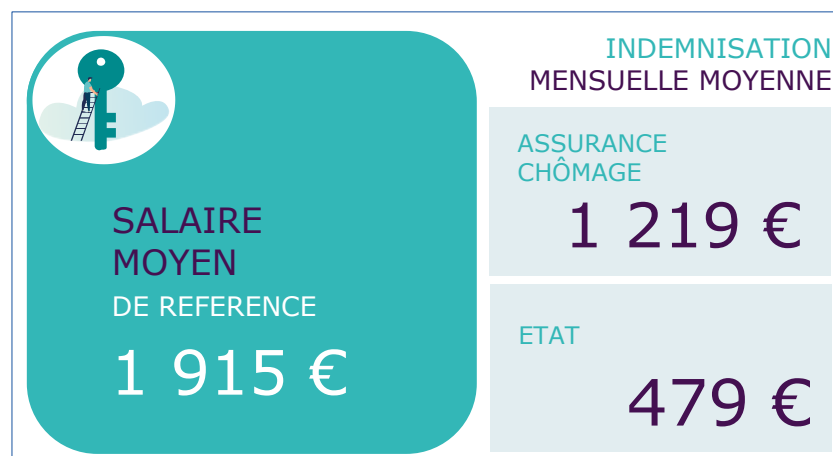 SALAIRE
MOYEN
DE REFERENCE
1 915 €
INDEMNISATION
MENSUELLE MOYENNE
ASSURANCE
CHÔMAGE
1 219 €
ETAT
479 €